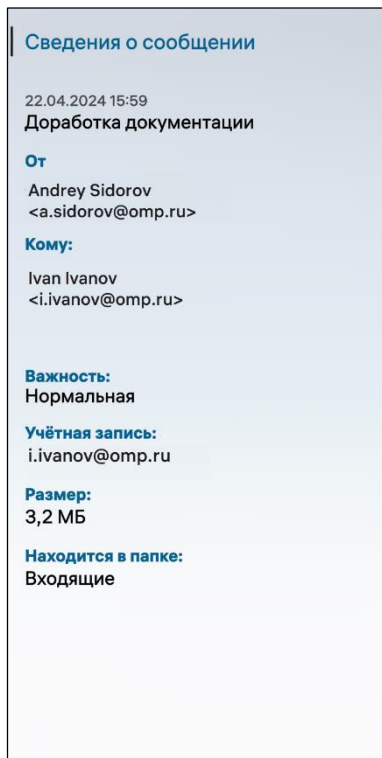 Сведения о сообщении
22.04.2024 15:59
Доработка документации
От
Andrey Sidorov
<a.sidorov@omp.ru>
Кому:
Ivan Ivanov
<i.ivanov@omp.ru>
Важность:
Нормальная
Учётная запись:
i.ivanov@omp.ru
Размер:
3,2 МБ
Находится в папке:
Входящие